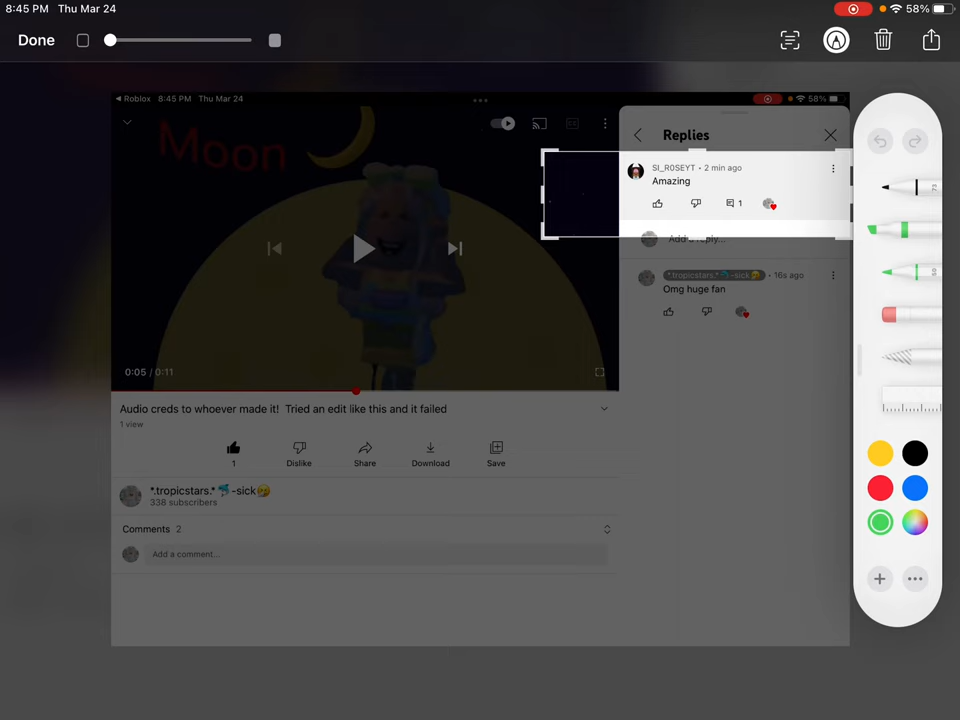 8:45 PM Thu Mar 24
58%
Done
Roblox 8:45 PM Thu Mar 24
58%
Moon
Replies
SI_R0SEYT • 2 min ago
Amazing
1
Add a reply...
*.tropicstars.*🐬-sick🤧 • 16s ago
Omg huge fan
0:05 / 0:11
Audio creds to whoever made it! Tried an edit like this and it failed
1 view
1
Dislike
Share
Download
Save
*.tropicstars.*🐬-sick🤧
338 subscribers
Comments 2
Add a comment...
73
50